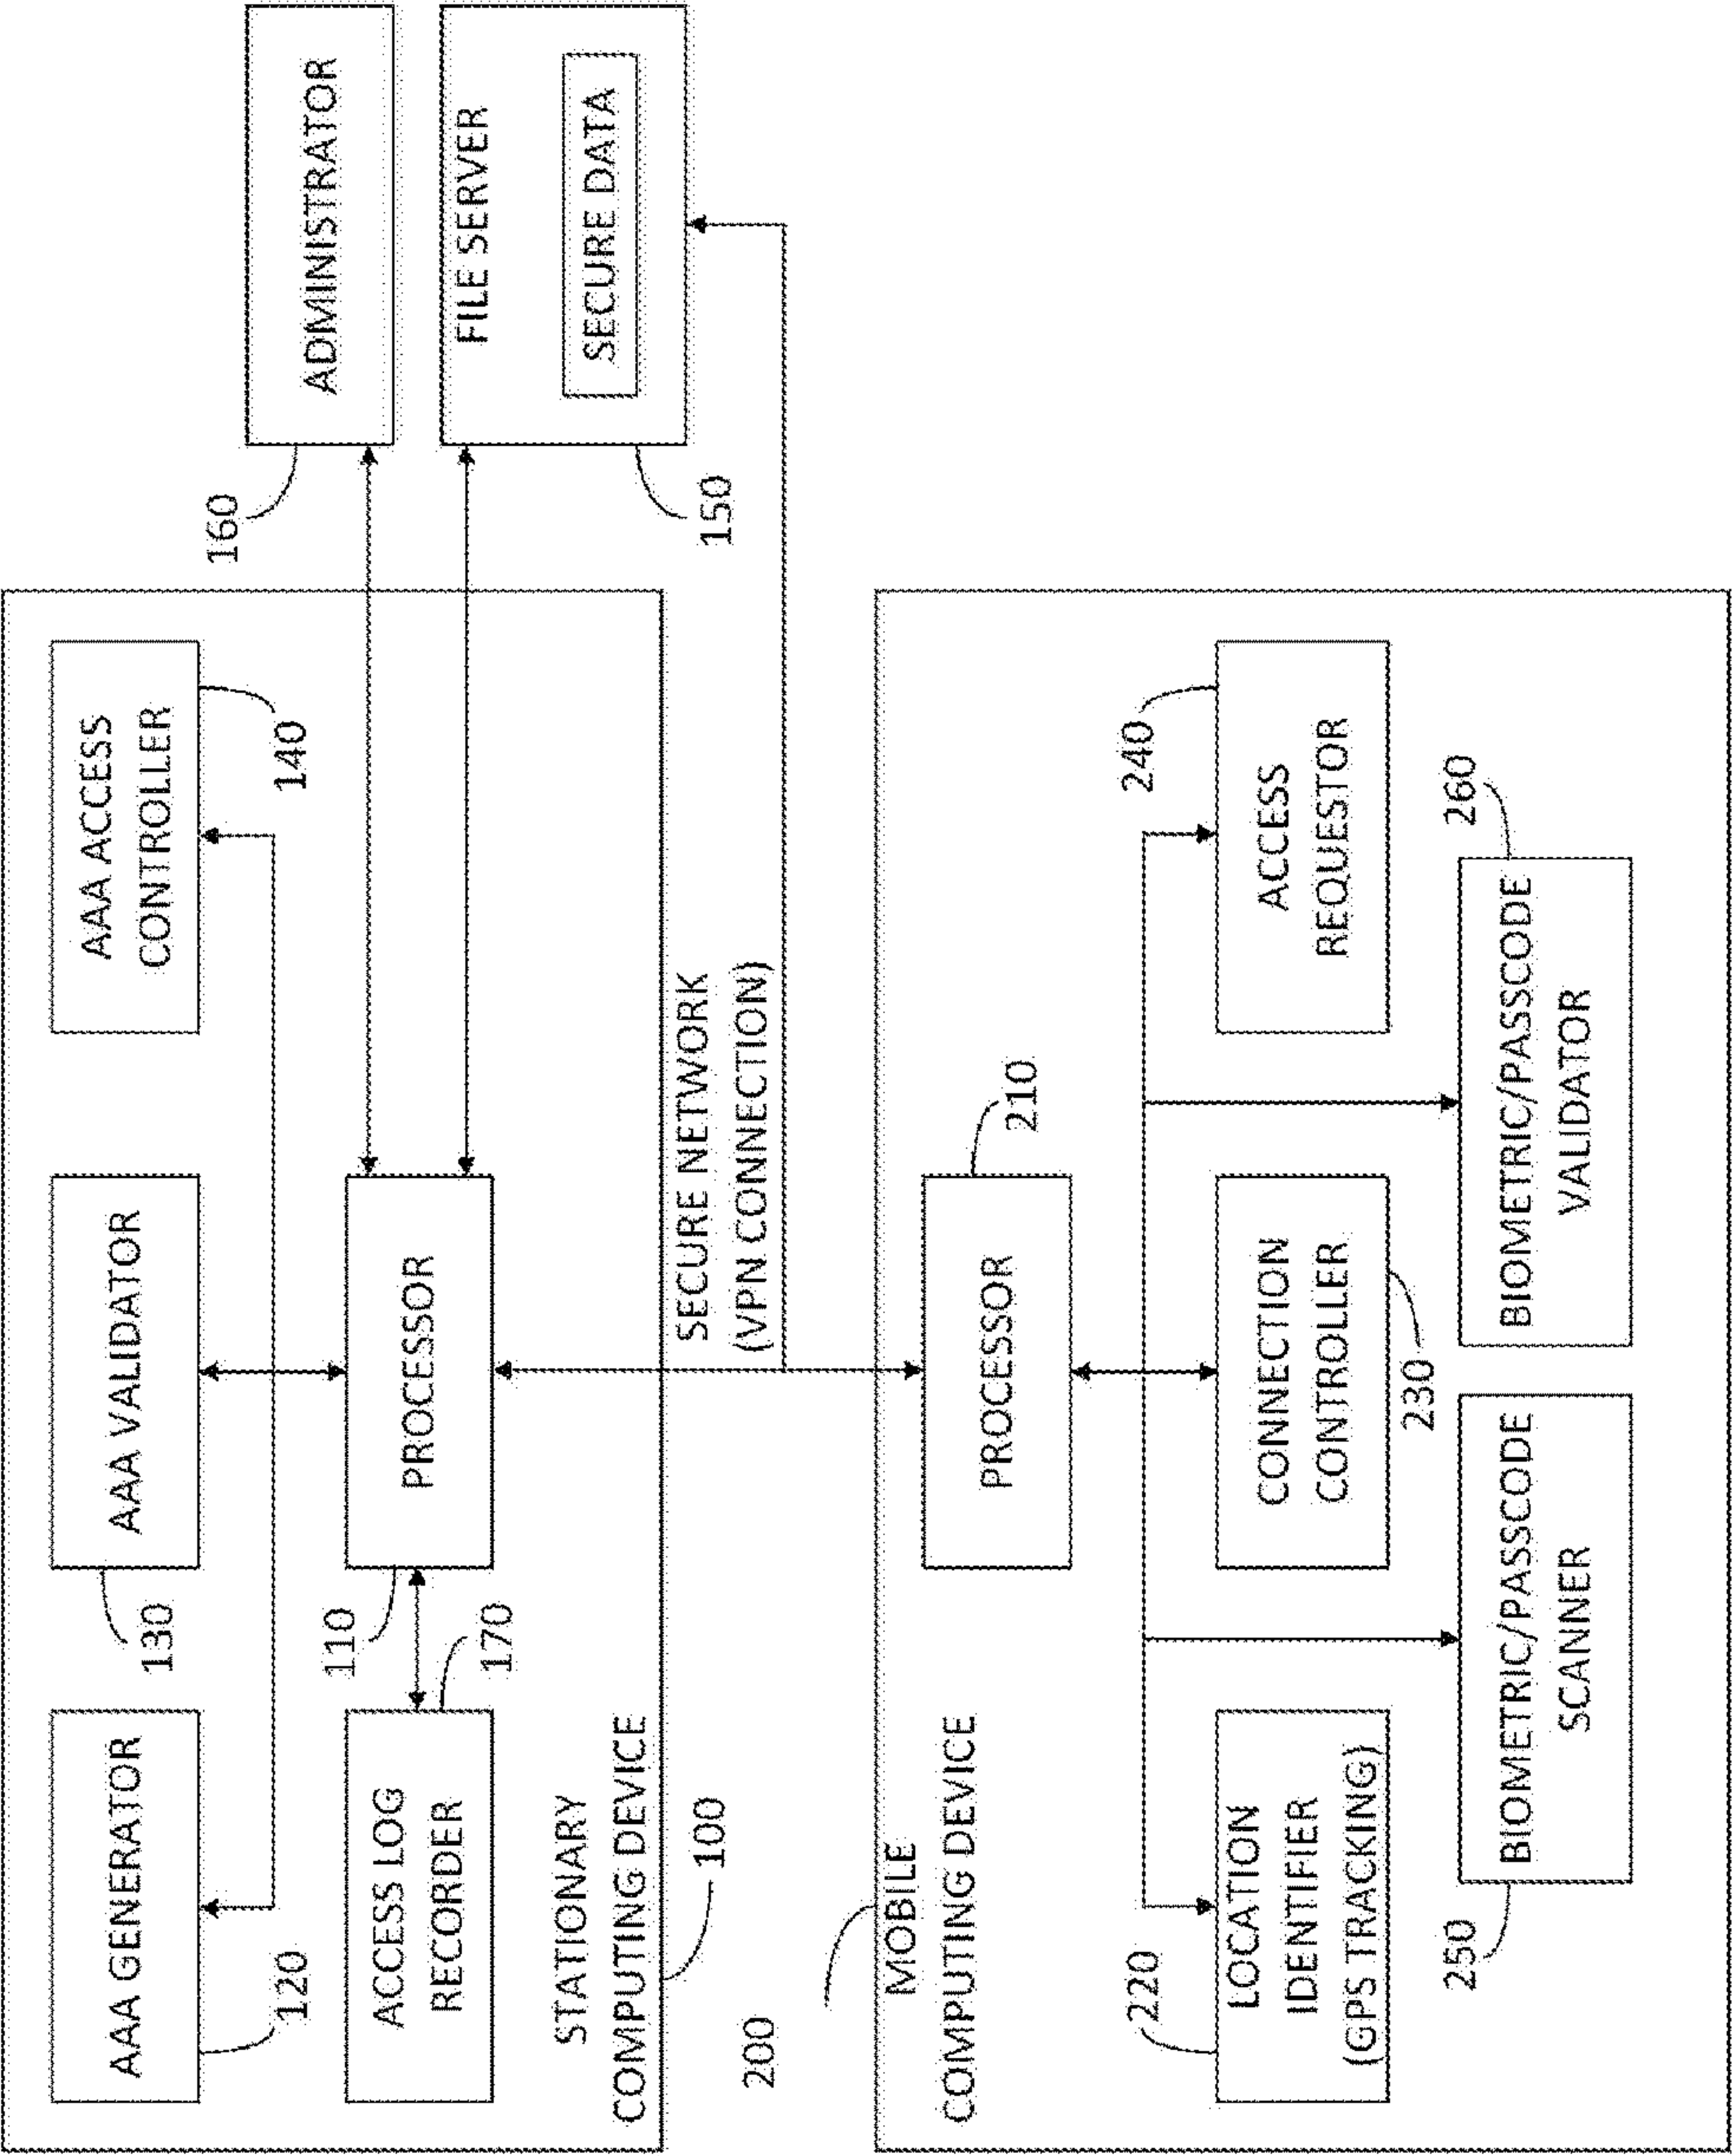 AAA GENERATOR
120
AAA VALIDATOR
130
AAA ACCESS
CONTROLLER
140
ACCESS LOG
RECORDER
170
PROCESSOR
110
ADMINISTRATOR
160
FILE SERVER
SECURE DATA
150
STATIONARY
COMPUTING DEVICE
100
SECURE NETWORK
(VPN CONNECTION)
200
MOBILE
COMPUTING DEVICE
PROCESSOR
210
LOCATION
IDENTIFIER
(GPS TRACKING)
220
CONNECTION
CONTROLLER
230
ACCESS
REQUESTOR
240
BIOMETRIC/PASSCODE
SCANNER
250
BIOMETRIC/PASSCODE
VALIDATOR
260